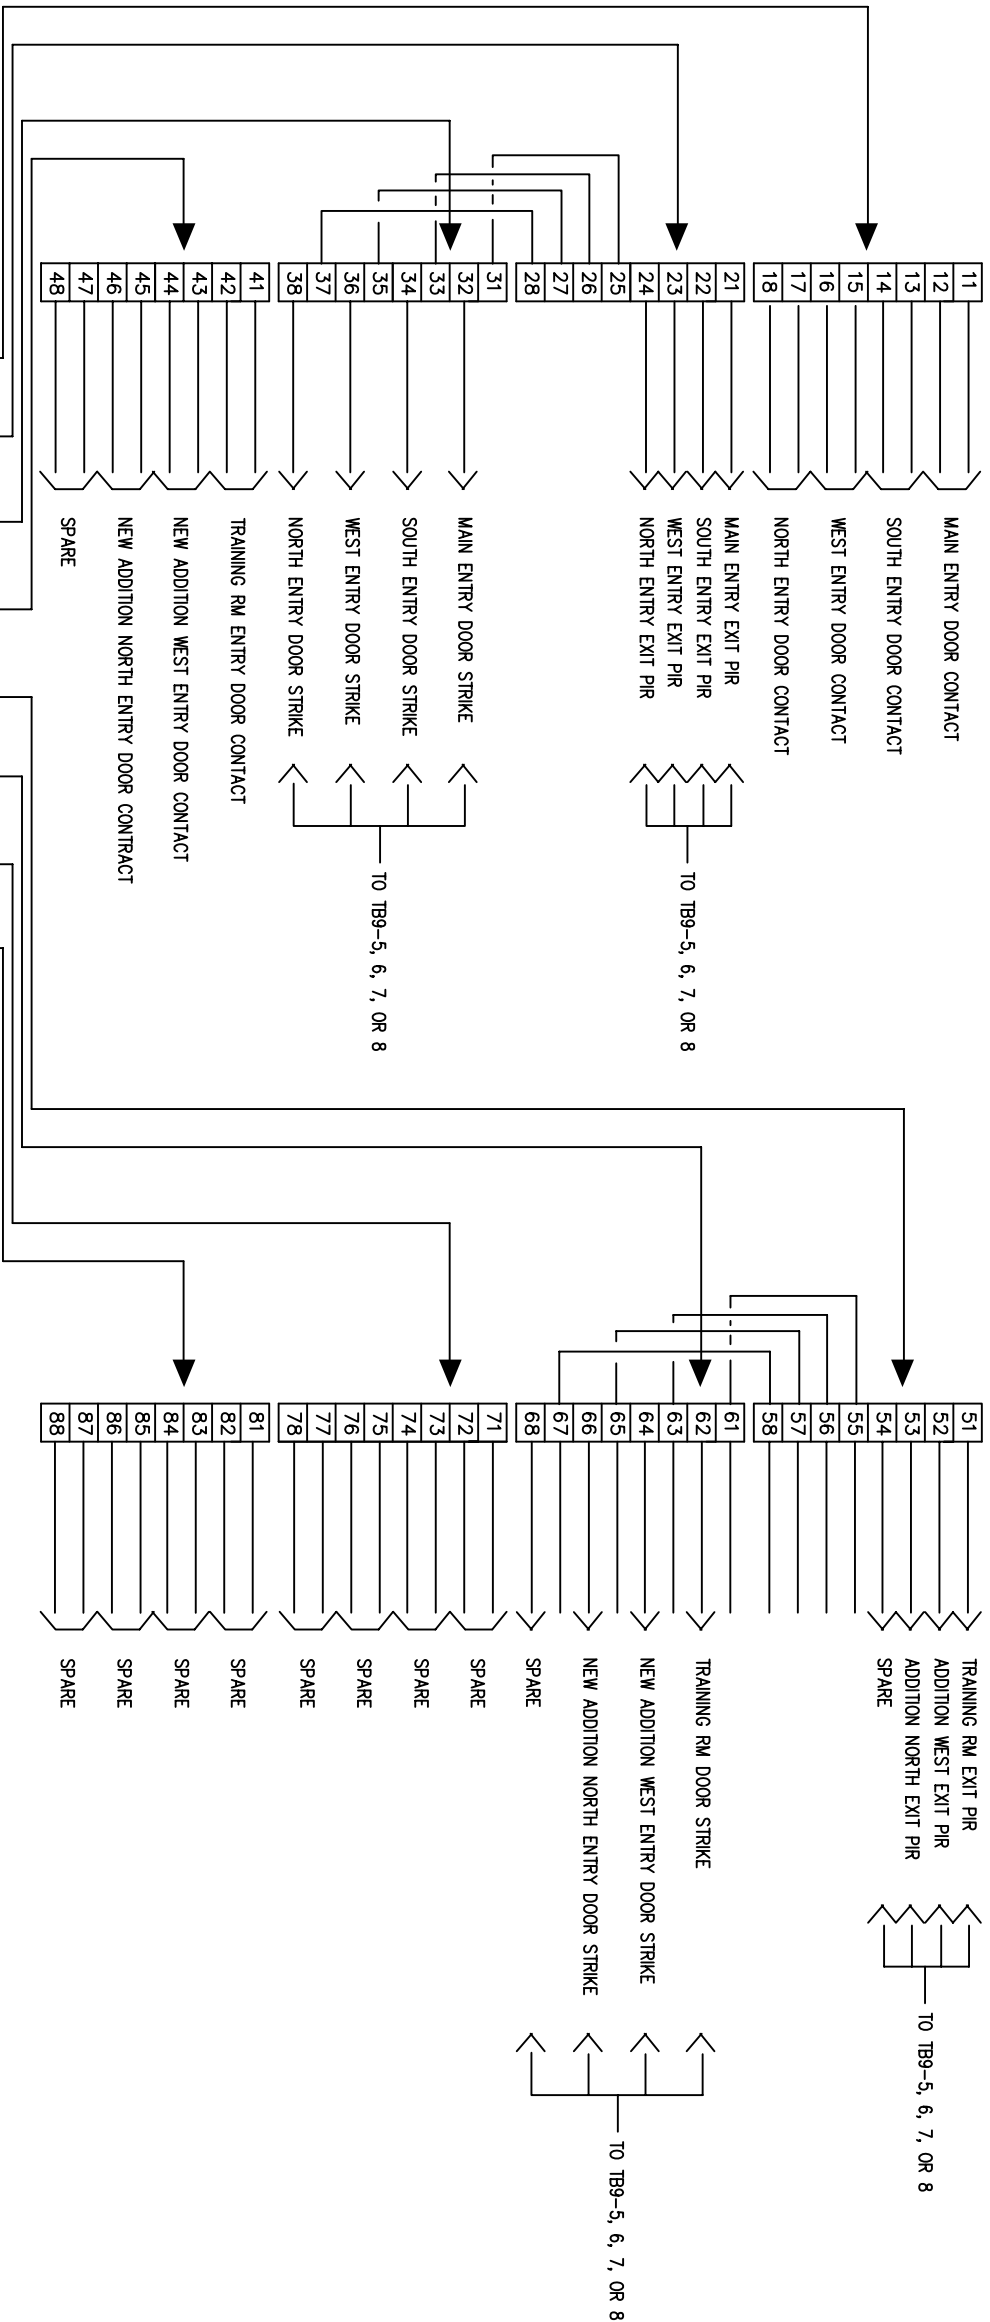 11
12
13
14
15
16
17
18
MAIN ENTRY DOOR CONTACT
SOUTH ENTRY DOOR CONTACT
WEST ENTRY DOOR CONTACT
NORTH ENTRY DOOR CONTACT
21
22
23
24
25
26
27
28
MAIN ENTRY EXIT PIR
SOUTH ENTRY EXIT PIR
WEST ENTRY EXIT PIR
NORTH ENTRY EXIT PIR
TO TB9-5, 6, 7, OR 8
31
32
33
34
35
36
37
38
MAIN ENTRY DOOR STRIKE
SOUTH ENTRY DOOR STRIKE
WEST ENTRY DOOR STRIKE
NORTH ENTRY DOOR STRIKE
TO TB9-5, 6, 7, OR 8
41
42
43
44
45
46
47
48
TRAINING RM ENTRY DOOR CONTACT
NEW ADDITION WEST ENTRY DOOR CONTACT
NEW ADDITION NORTH ENTRY DOOR CONTRACT
SPARE
51
52
53
54
55
56
57
58
TRAINING RM EXIT PIR
ADDITION WEST EXIT PIR
ADDITION NORTH EXIT PIR
SPARE
TO TB9-5, 6, 7, OR 8
61
62
63
64
65
66
67
68
TRAINING RM DOOR STRIKE
NEW ADDITION WEST ENTRY DOOR STRIKE
NEW ADDITION NORTH ENTRY DOOR STRIKE
SPARE
TO TB9-5, 6, 7, OR 8
71
72
73
74
75
76
77
78
SPARE
SPARE
SPARE
SPARE
81
82
83
84
85
86
87
88
SPARE
SPARE
SPARE
SPARE